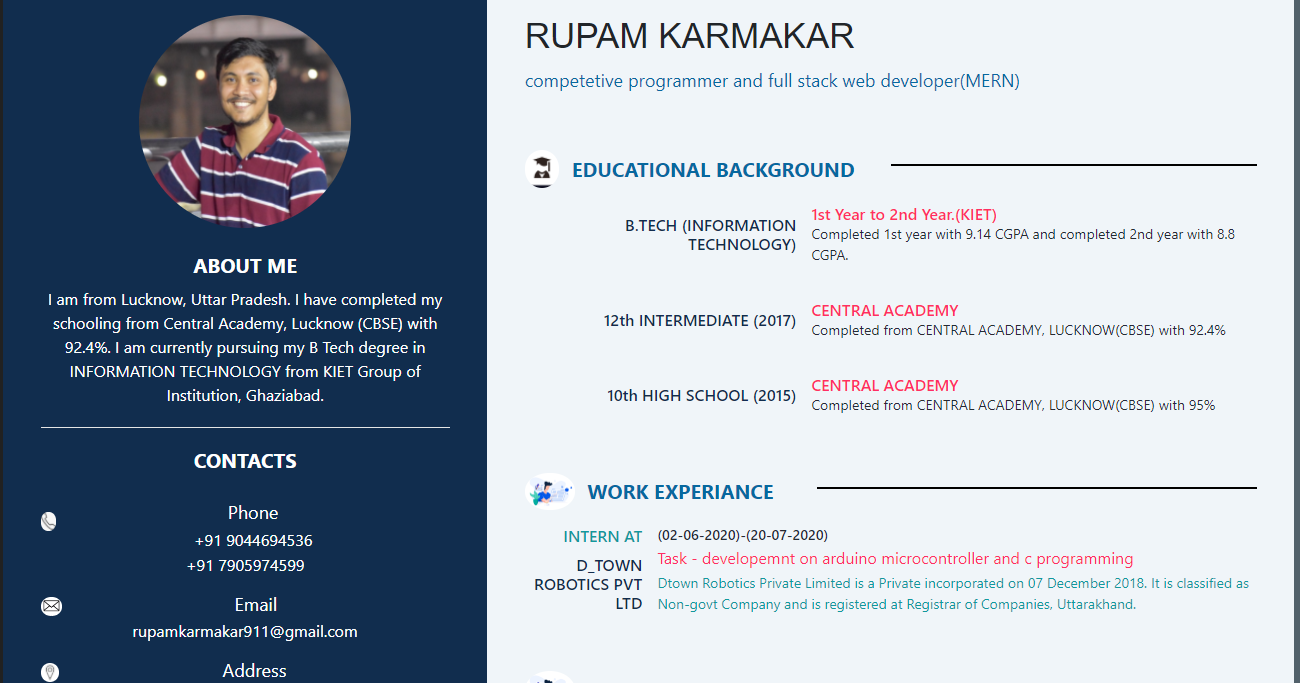 ABOUT ME
I am from Lucknow, Uttar Pradesh. I have completed my
schooling from Central Academy, Lucknow (CBSE) with
92.4%. I am currently pursuing my B Tech degree in
INFORMATION TECHNOLOGY from KIET Group of
Institution, Ghaziabad.
CONTACTS
Phone
+91 9044694536
+91 7905974599
Email
rupamkarmakar911@gmail.com
Address
RUPAM KARMAKAR
competetive programmer and full stack web developer(MERN)
EDUCATIONAL BACKGROUND
B.TECH (INFORMATION
TECHNOLOGY)
1st Year to 2nd Year.(KIET)
Completed 1st year with 9.14 CGPA and completed 2nd year with 8.8
CGPA.
12th INTERMEDIATE (2017)
CENTRAL ACADEMY
Completed from CENTRAL ACADEMY, LUCKNOW(CBSE) with 92.4%
10th HIGH SCHOOL (2015)
CENTRAL ACADEMY
Completed from CENTRAL ACADEMY, LUCKNOW(CBSE) with 95%
WORK EXPERIANCE
INTERN AT
D_TOWN
ROBOTICS PVT
LTD
(02-06-2020)-(20-07-2020)
Task - developemnt on arduino microcontroller and c programming
Dtown Robotics Private Limited is a Private incorporated on 07 December 2018. It is classified as
Non-govt Company and is registered at Registrar of Companies, Uttarakhand.